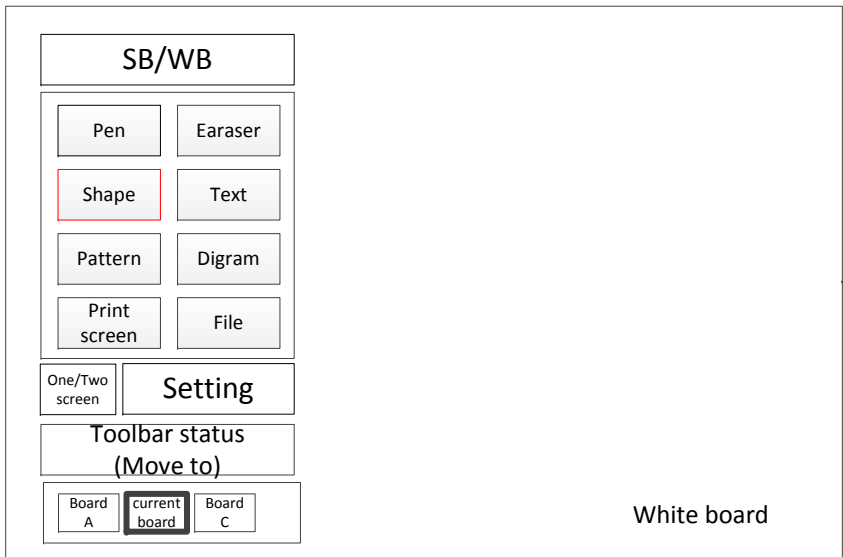 SB/WB
Pen
Earaser
Shape
Text
Pattern
Digram
Print
screen
File
One/Two
screen
Setting
Toolbar status
(Move to)
Board
A
current
board
Board
C
White board